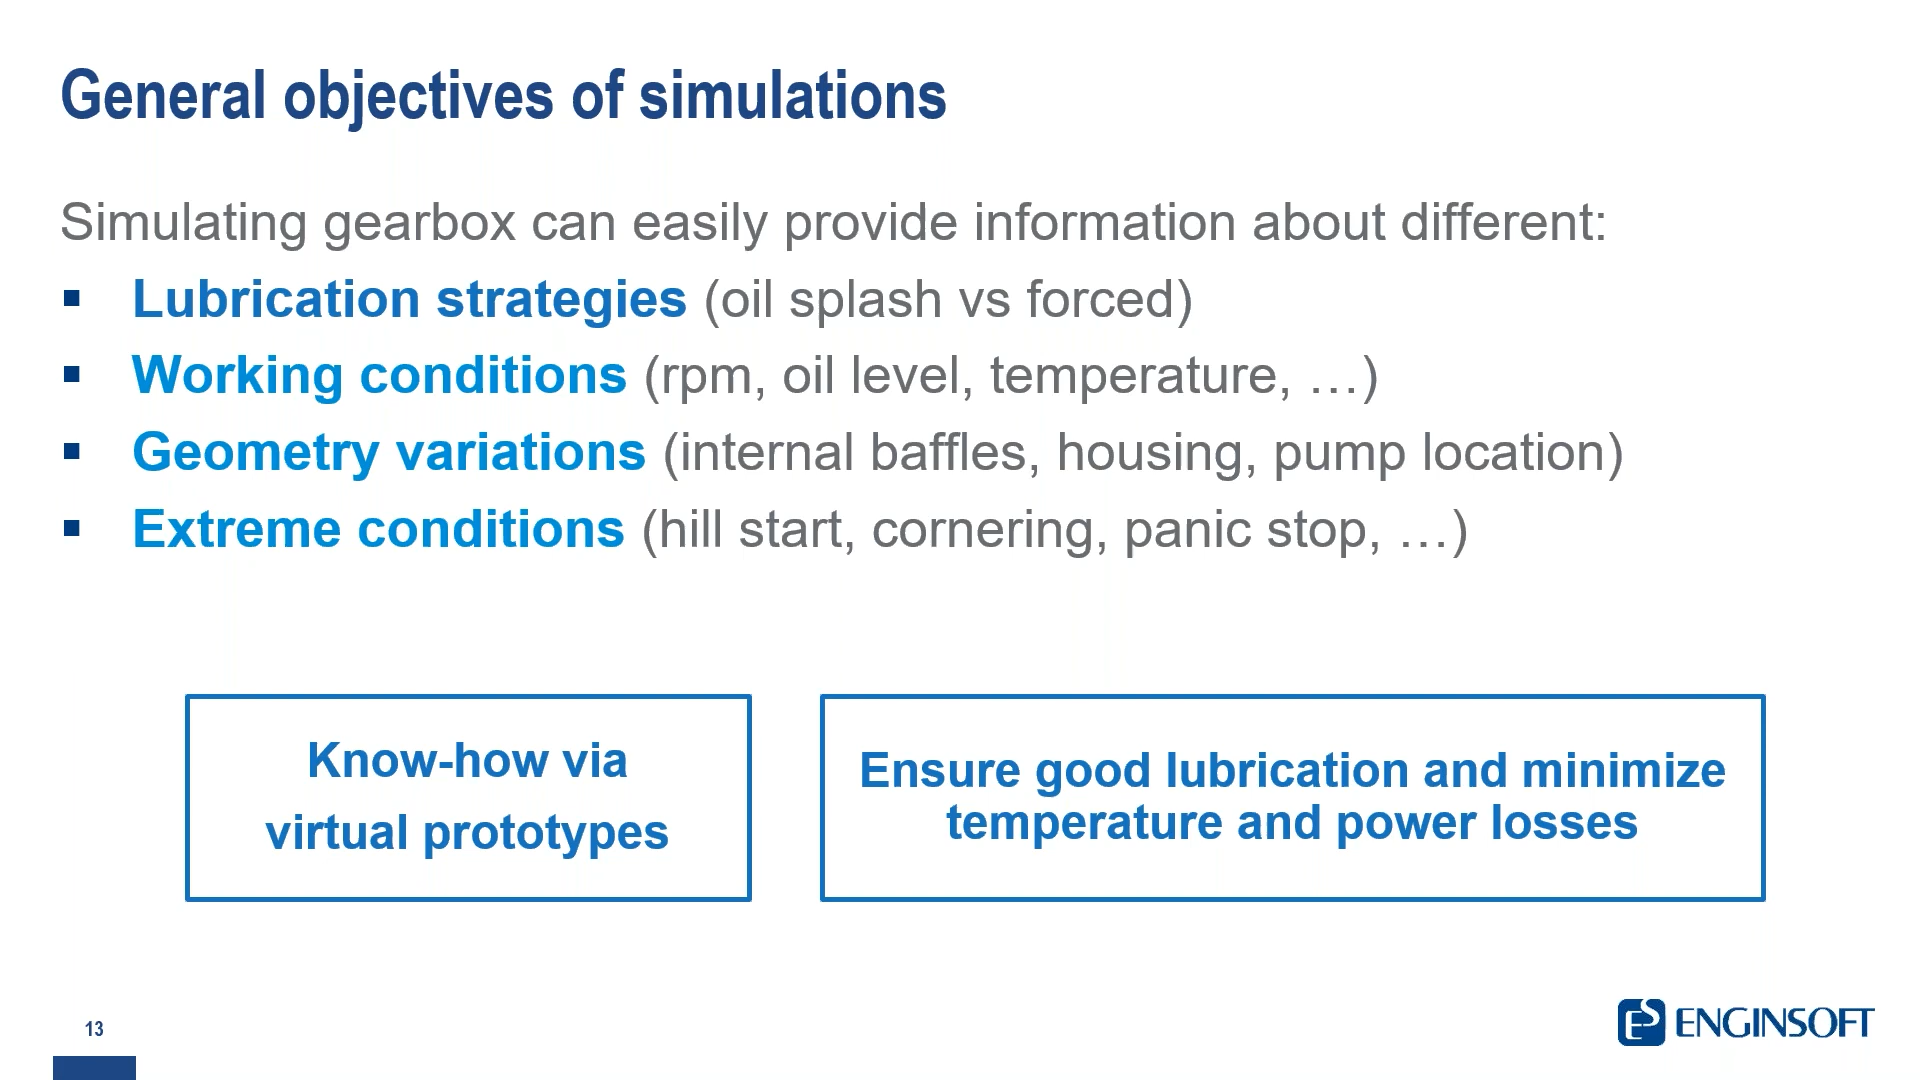 General objectives of simulations
Simulating gearbox can easily provide information about different:
▪ Lubrication strategies (oil splash vs forced)
▪ Working conditions (rpm, oil level, temperature, …)
▪ Geometry variations (internal baffles, housing, pump location)
▪ Extreme conditions (hill start, cornering, panic stop, …)
Know-how via
virtual prototypes
Ensure good lubrication and minimize
temperature and power losses
13
ES ENGINSOFT